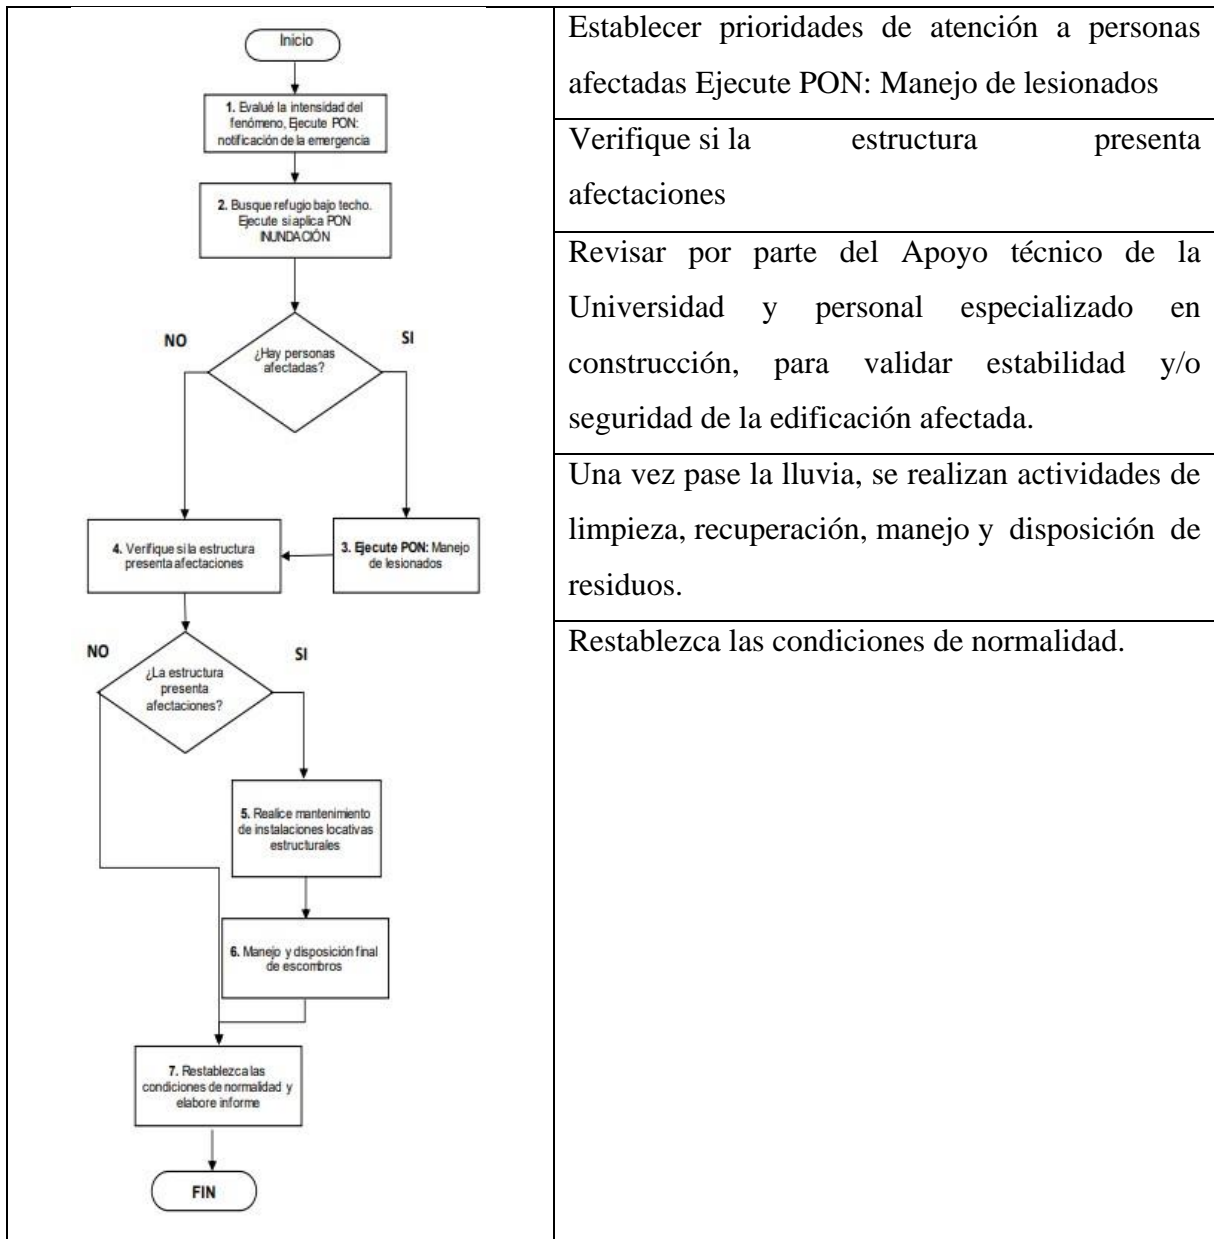 Inicio
1. Evalué la intensidad del
fenómeno, Ejecute PON:
notificación de la emergencia
2. Busque refugio bajo techo.
Ejecute si aplica PON
INUNDACIÓN
NO
SI
¿Hay personas
afectadas?
4. Verifique si la estructura
presenta afectaciones
3. Ejecute PON: Manejo
de lesionados
NO
SI
¿La estructura
presenta
afectaciones?
5. Realice mantenimiento
de instalaciones locativas
estructurales
6. Manejo y disposición final
de escombros
7. Restablezca las
condiciones de normalidad y
elabore informe
FIN
Establecer prioridades de atención a personas
afectadas Ejecute PON: Manejo de lesionados
Verifique si la estructura presenta
afectaciones
Revisar por parte del Apoyo técnico de la
Universidad y personal especializado en
construcción, para validar estabilidad y/o
seguridad de la edificación afectada.
Una vez pase la lluvia, se realizan actividades de
limpieza, recuperación, manejo y disposición de
residuos.
Restablezca las condiciones de normalidad.